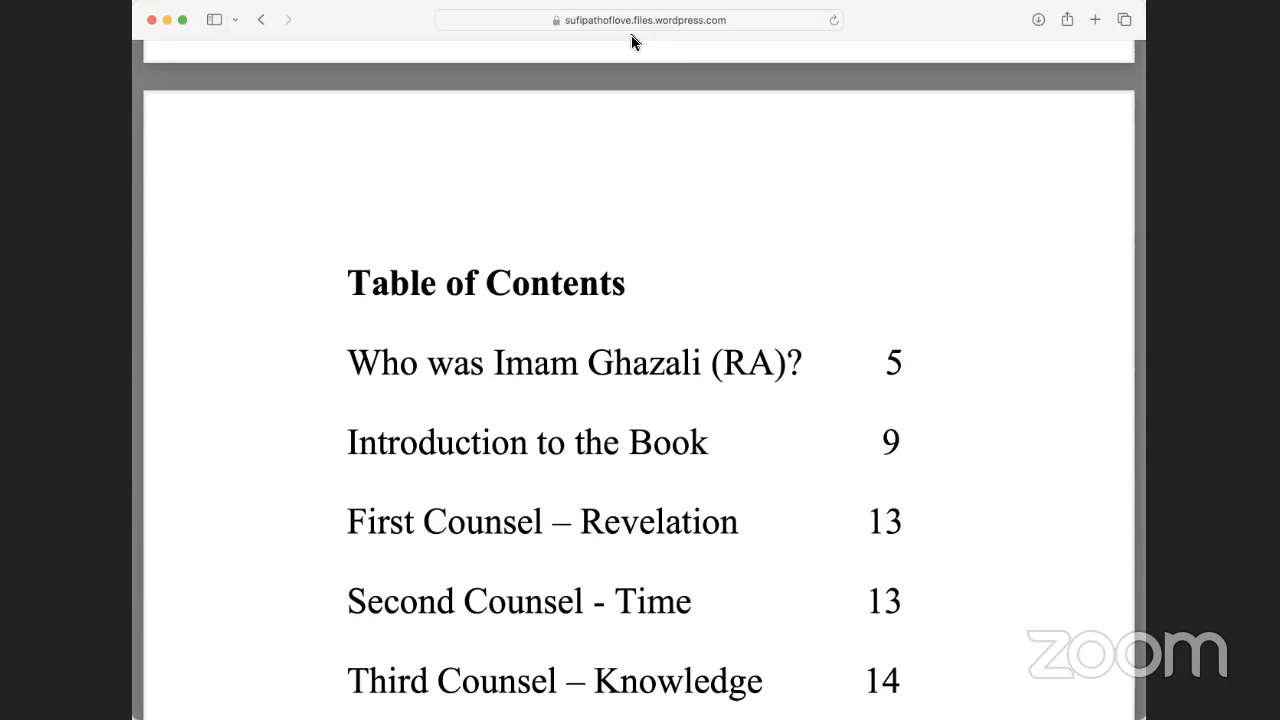 sufipathoflove.files.wordpress.com
Table of Contents
Who was Imam Ghazali (RA)? 5
Introduction to the Book 9
First Counsel – Revelation 13
Second Counsel - Time 13
Third Counsel – Knowledge 14
zoom